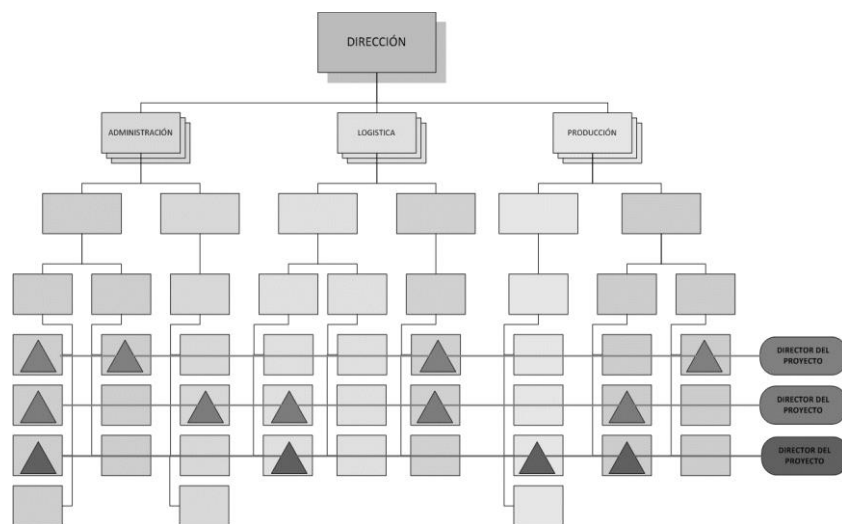 DIRECCIÓN
ADMINISTRACIÓN
LOGISTICA
PRODUCCIÓN
DIRECTOR DEL
PROYECTO
DIRECTOR DEL
PROYECTO
DIRECTOR DEL
PROYECTO